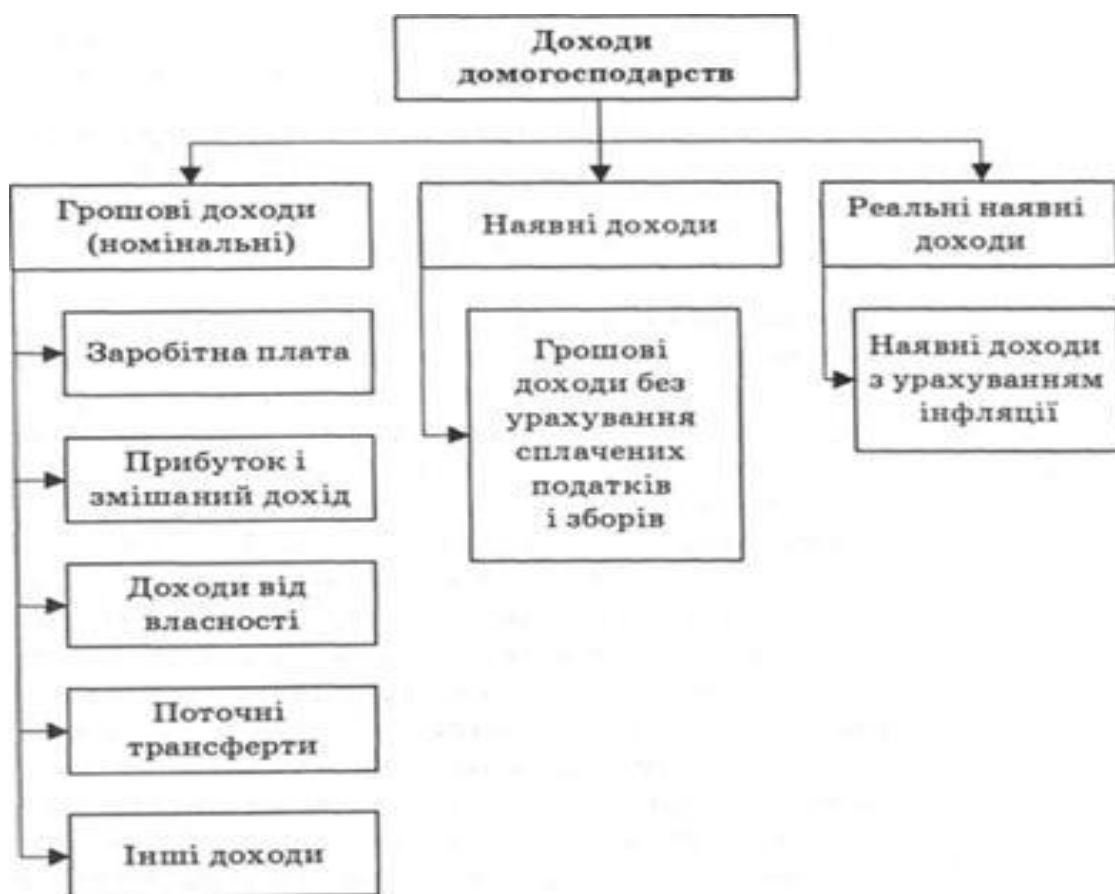 Доходи
домогосподарств
Грошові доходи
(номінальні)
Наявні доходи
Реальні наявні
доходи
Заробітна плата
Прибуток і
змішаний дохід
Доходи від
власності
Поточні
трансферти
Інші доходи
Грошові
доходи без
урахування
сплачених
податків
і зборів
Наявні доходи
з урахуванням
інфляції